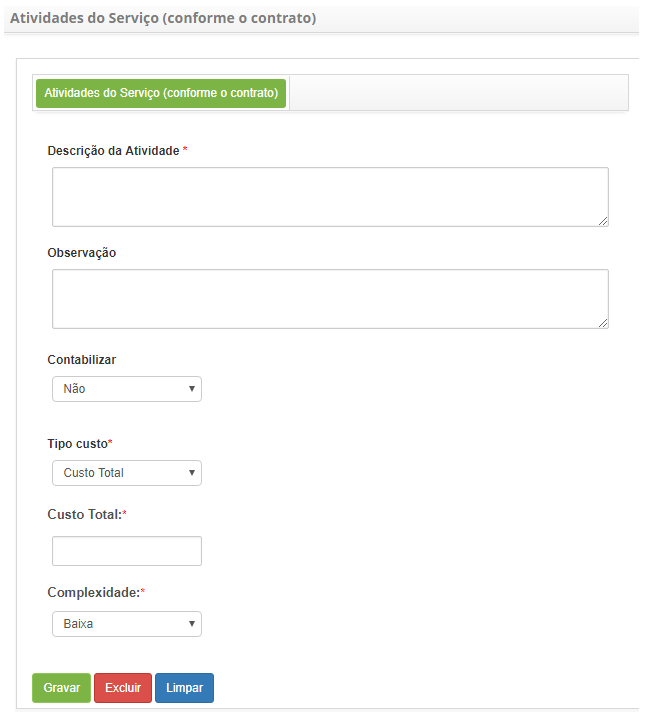 Atividades do Serviço (conforme o contrato)
Atividades do Serviço (conforme o contrato)
Descrição da Atividade *
Observação
Contabilizar
Não
Tipo custo*
Custo Total
Custo Total:*
Complexidade:*
Baixa
Gravar Excluir Limpar